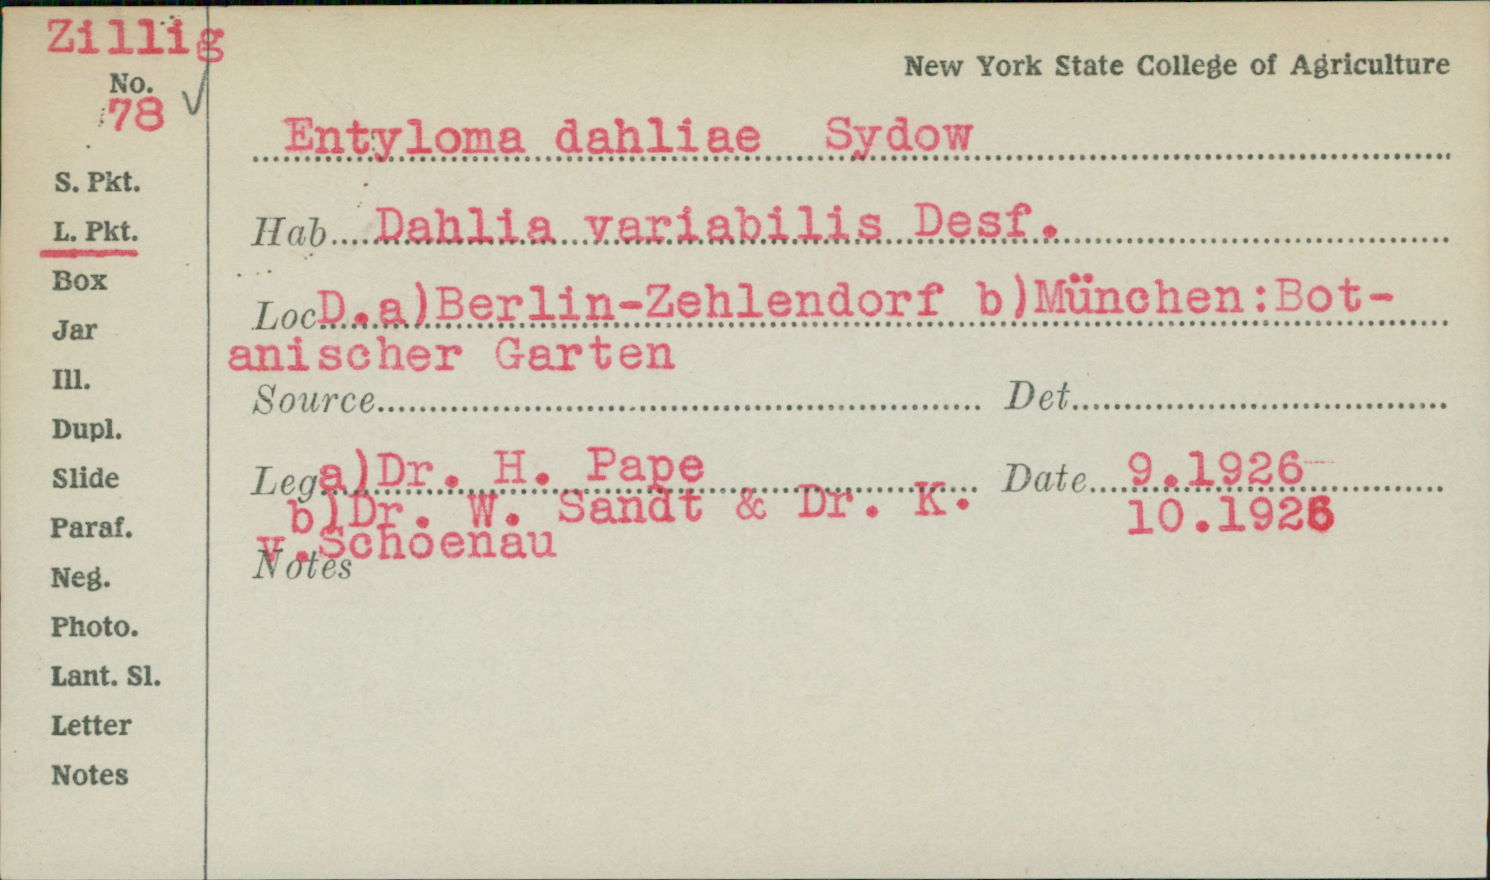 Zillig
No.
78 ✓
New York State College of Agriculture
Entyloma dahliae Sydow
S. Pkt.
L. Pkt.
Box
Jar
Ill.
Dupl.
Slide
Paraf.
Neg.
Photo.
Lant. Sl.
Letter
Notes
Hab....Dahlia variabilis Desf.
Loc D.a)Berlin-Zehlendorf b)München:Bot-
anischer Garten
Source Det
Leg a)Dr. H. Pape Date 9.1926
b)Dr. W. Sandt & Dr. K. 10.1926
v.Schoenau
Notes